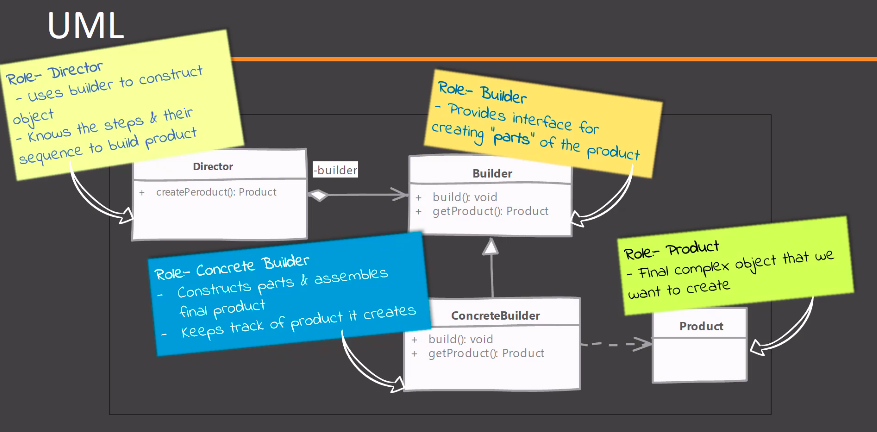 UML
Role- Director
- Uses builder to construct
object
- Knows the steps & their
sequence to build product
Role- Builder
- Provides interface for
creating "parts" of the product
Director
+ createPeroduct(): Product
-builder
Builder
+ build(): void
+ getProduct(): Product
Role- Concrete Builder
- Constructs parts & assembles
final product
- Keeps track of product it creates
Role- Product
- Final complex object that we
want to create
ConcreteBuilder
+ build(): void
+ getProduct(): Product
Product